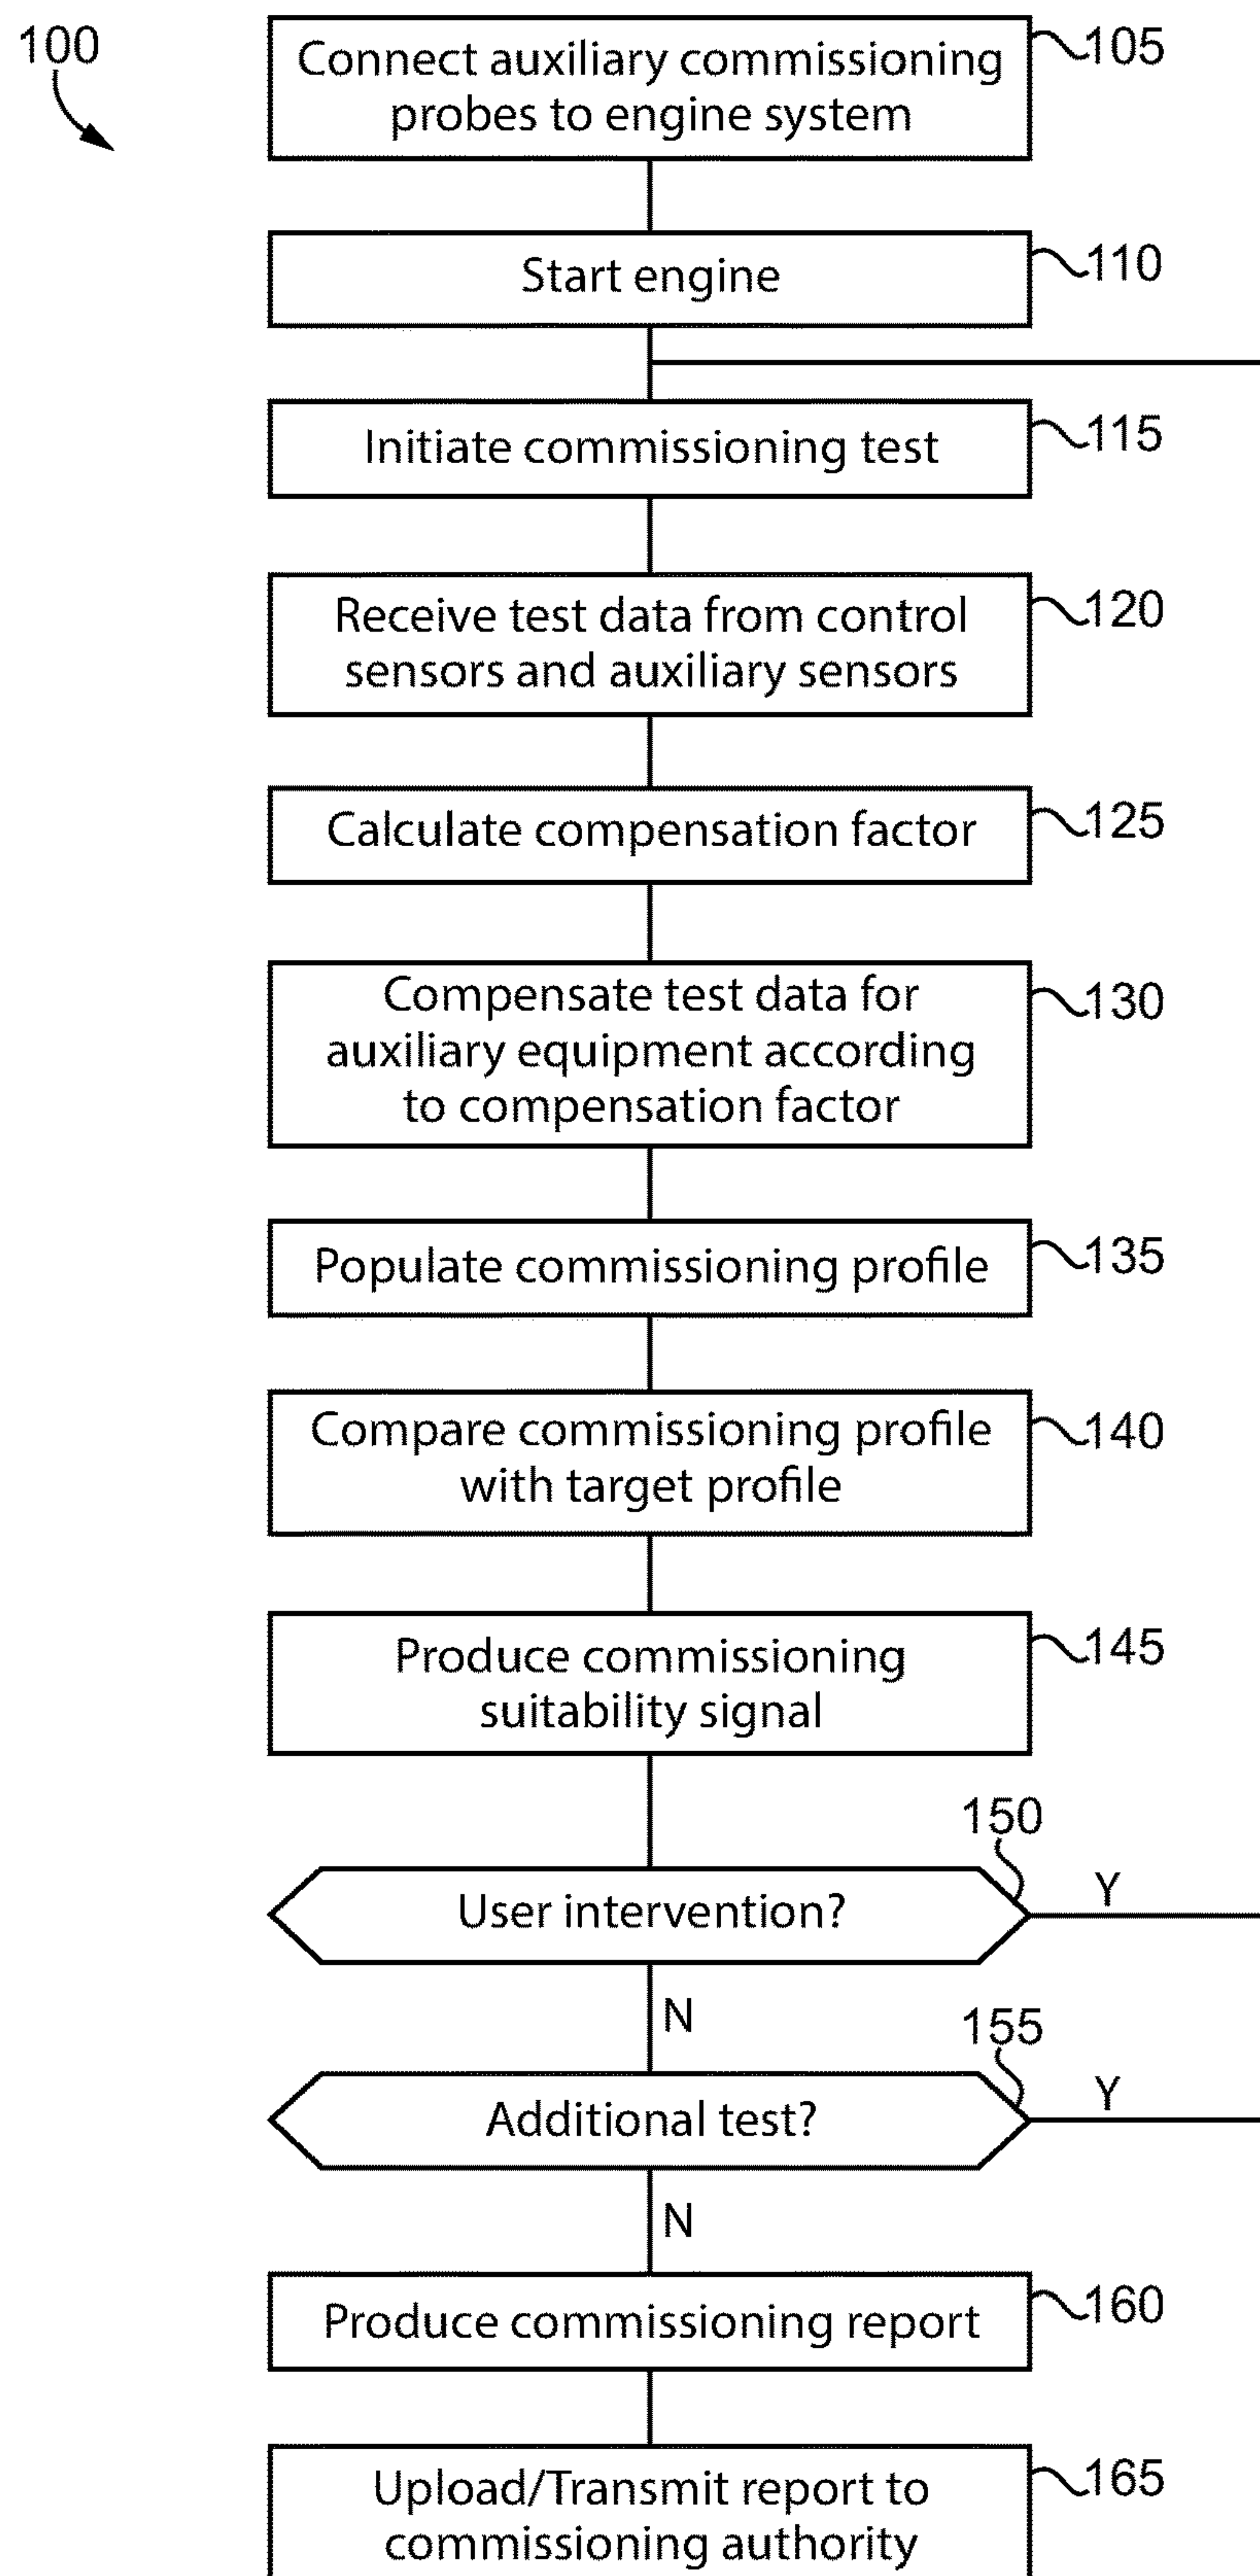 100
Connect auxiliary commissioning
probes to engine system
105
Start engine
110
Initiate commissioning test
115
Receive test data from control
sensors and auxiliary sensors
120
Calculate compensation factor
125
Compensate test data for
auxiliary equipment according
to compensation factor
130
Populate commissioning profile
135
Compare commissioning profile
with target profile
140
Produce commissioning
suitability signal
145
150
User intervention?
Y
N
155
Additional test?
Y
N
Produce commissioning report
160
Upload/Transmit report to
commissioning authority
165